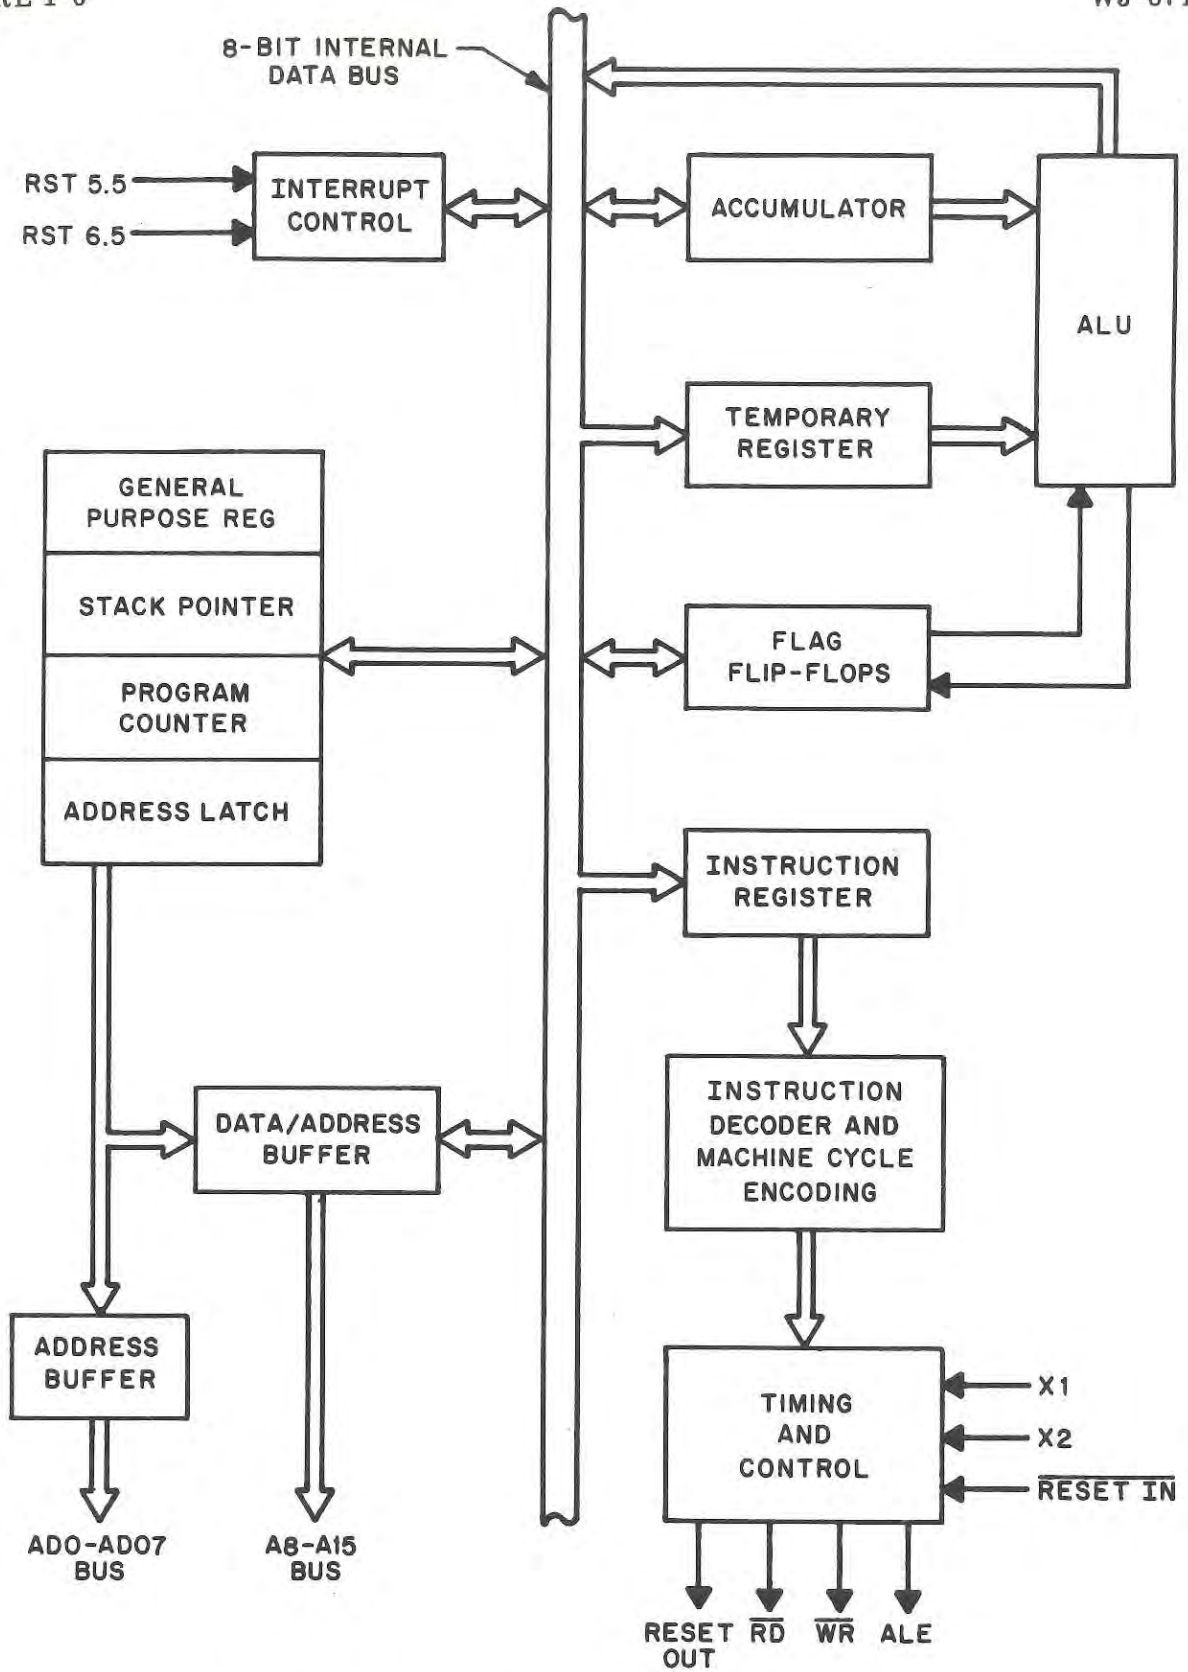 8-BIT INTERNAL
DATA BUS
RST 5.5
RST 6.5
INTERRUPT
CONTROL
ACCUMULATOR
ALU
TEMPORARY
REGISTER
GENERAL
PURPOSE REG
STACK POINTER
PROGRAM
COUNTER
ADDRESS LATCH
FLAG
FLIP-FLOPS
INSTRUCTION
REGISTER
DATA/ADDRESS
BUFFER
INSTRUCTION
DECODER AND
MACHINE CYCLE
ENCODING
ADDRESS
BUFFER
TIMING
AND
CONTROL
X1
X2
RESET IN
AD0-AD07
BUS
A8-A15
BUS
RESET
OUT
RD
WR
ALE